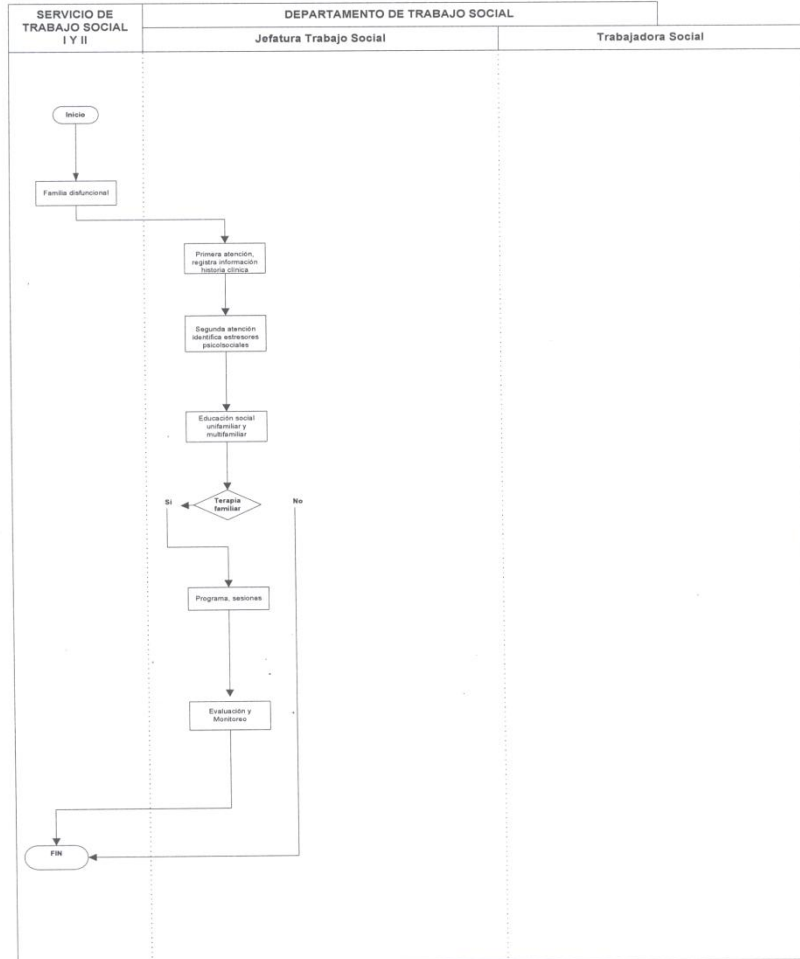 SERVICIO DE
TRABAJO SOCIAL
I Y II
DEPARTAMENTO DE TRABAJO SOCIAL
Jefatura Trabajo Social
Trabajadora Social
Inicio
Familia disfuncional
Primera atención,
registra información
historia clínica
Segunda atención
identifica estresores
psicolsociales
Educación social
unifamiliar y
multifamiliar
Si
Terapia
familiar
No
Programa, sesiones
Evaluación y
Monitoreo
FIN